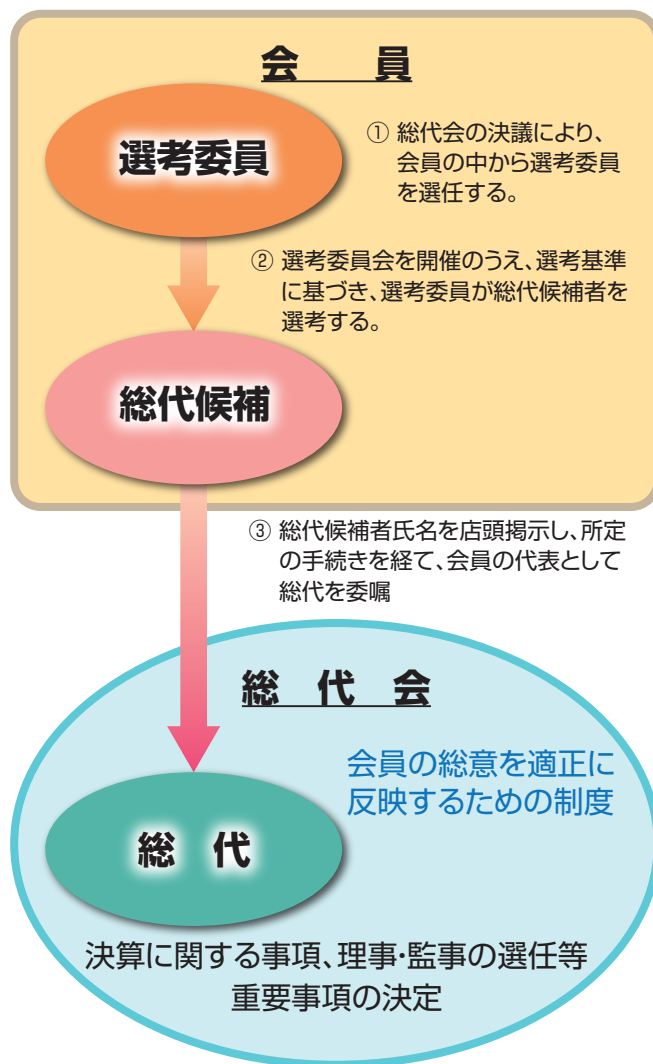 会　員
選考委員
① 総代会の決議により、
会員の中から選考委員
を選任する。
② 選考委員会を開催のうえ、選考基準
に基づき、選考委員が総代候補者を
選考する。
総代候補
③ 総代候補者氏名を店頭掲示し、所定
の手続きを経て、会員の代表として
総代を委嘱
総　代　会
会員の総意を適正に
反映するための制度
総　代
決算に関する事項、理事・監事の選任等
重要事項の決定